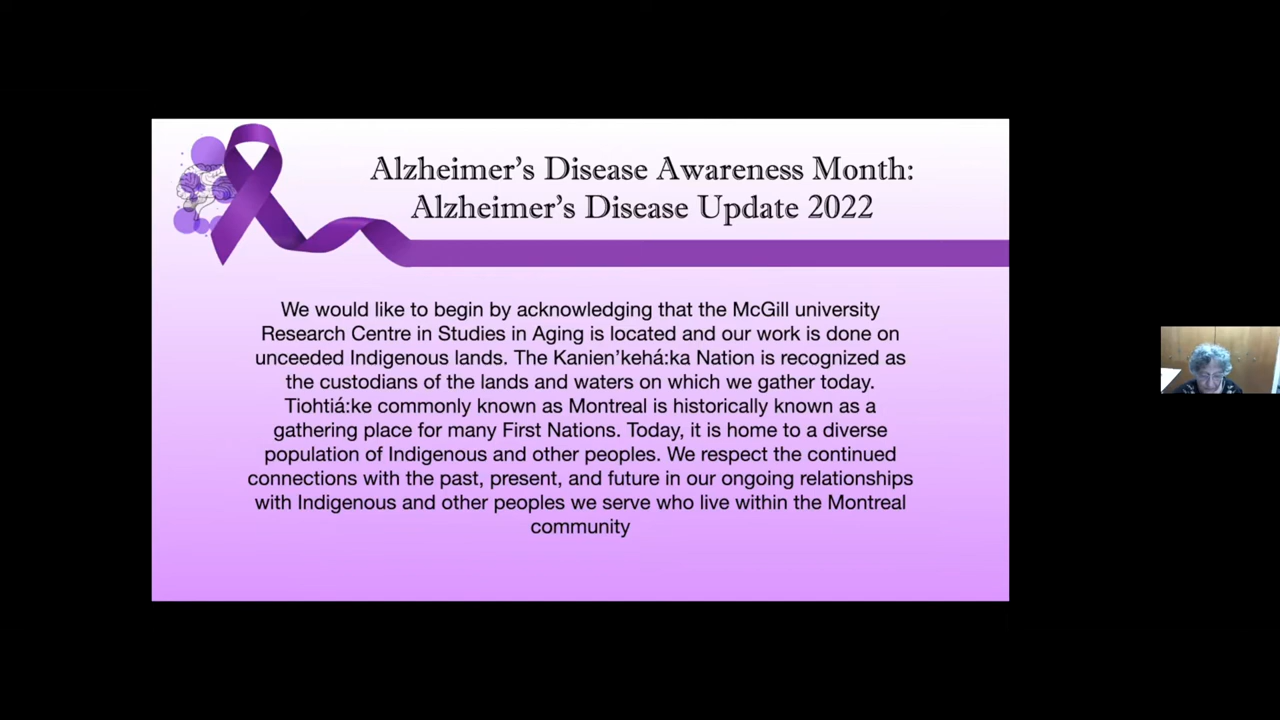 Alzheimer’s Disease Awareness Month:
Alzheimer’s Disease Update 2022
We would like to begin by acknowledging that the McGill university
Research Centre in Studies in Aging is located and our work is done on
unceeded Indigenous lands. The Kanien’kehá:ka Nation is recognized as
the custodians of the lands and waters on which we gather today.
Tiohtiá:ke commonly known as Montreal is historically known as a
gathering place for many First Nations. Today, it is home to a diverse
population of Indigenous and other peoples. We respect the continued
connections with the past, present, and future in our ongoing relationships
with Indigenous and other peoples we serve who live within the Montreal
community